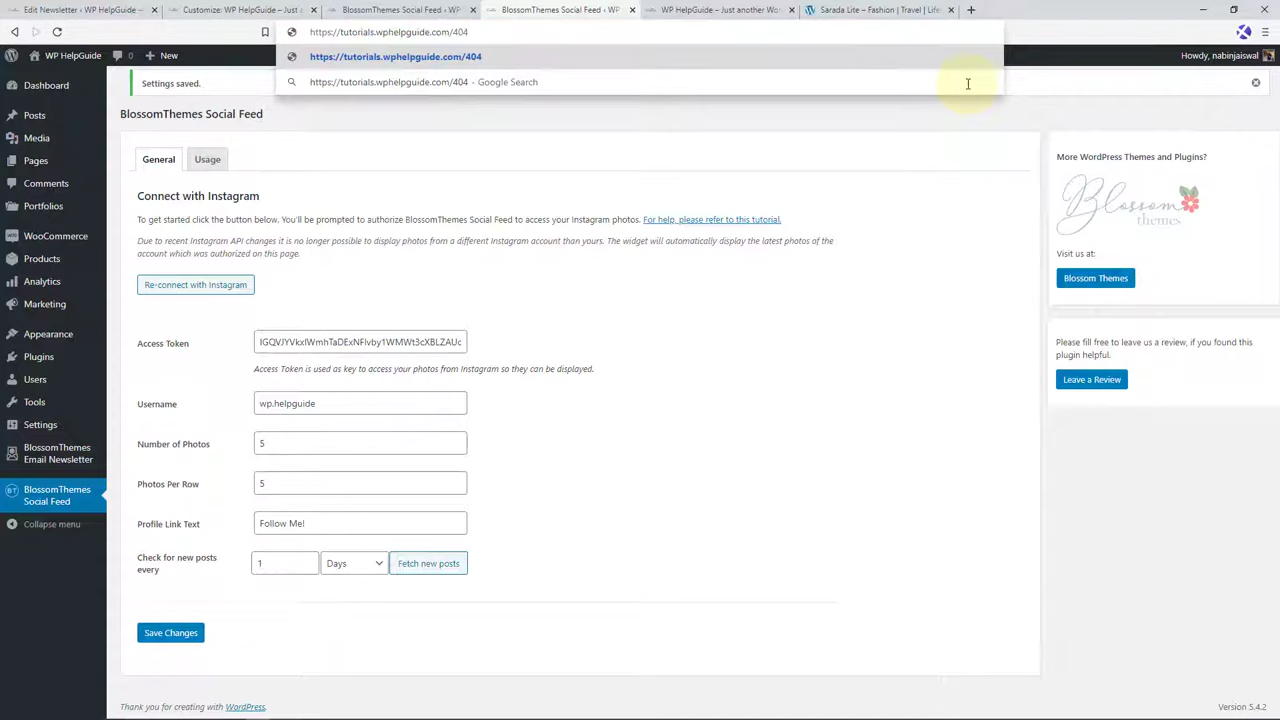 Edit Newsletter ‹ WP HelpGuide –
Customize: WP HelpGuide – Just a
BlossomThemes Social Feed ‹ WP
BlossomThemes Social Feed ‹ WP
WP HelpGuide – Just another Wo
Sarada Lite – Fashion | Travel | Life
https://tutorials.wphelpguide.com/404
https://tutorials.wphelpguide.com/404
https://tutorials.wphelpguide.com/404 - Google Search
WP HelpGuide
0
New
Howdy, nabinjaiswal
Dashboard
Posts
Media
Pages
Comments
Portfolios
WooCommerce
Products
Analytics
Marketing
Appearance
Plugins
Users
Tools
Settings
BlossomThemes
Email Newsletter
BT
BlossomThemes
Social Feed
Collapse menu
Settings saved.
BlossomThemes Social Feed
General
Usage
Connect with Instagram
To get started click the button below. You'll be prompted to authorize BlossomThemes Social Feed to access your Instagram photos. For help, please refer to this tutorial.
Due to recent Instagram API changes it is no longer possible to display photos from a different Instagram account than yours. The widget will automatically display the latest photos of the
account which was authorized on this page.
Re-connect with Instagram
Access Token
Access Token is used as key to access your photos from Instagram so they can be displayed.
Username
wp.helpguide
Number of Photos
5
Photos Per Row
5
Profile Link Text
Follow Me!
Check for new posts
every
1
Days
Fetch new posts
Save Changes
More WordPress Themes and Plugins?
Blossom
themes
Visit us at:
Blossom Themes
Please fill free to leave us a review, if you found this
plugin helpful.
Leave a Review
Thank you for creating with WordPress.
Version 5.4.2